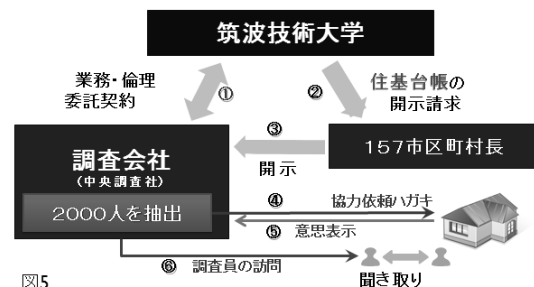 筑波技術大学
業務・倫理
委託契約
①
②
住基台帳の
開示請求
③
開示
157市区町村長
調査会社
(中央調査社)
2000人を抽出
④
協力依頼ハガキ
⑤
意思表示
⑥
調査員の訪問
聞き取り
図5